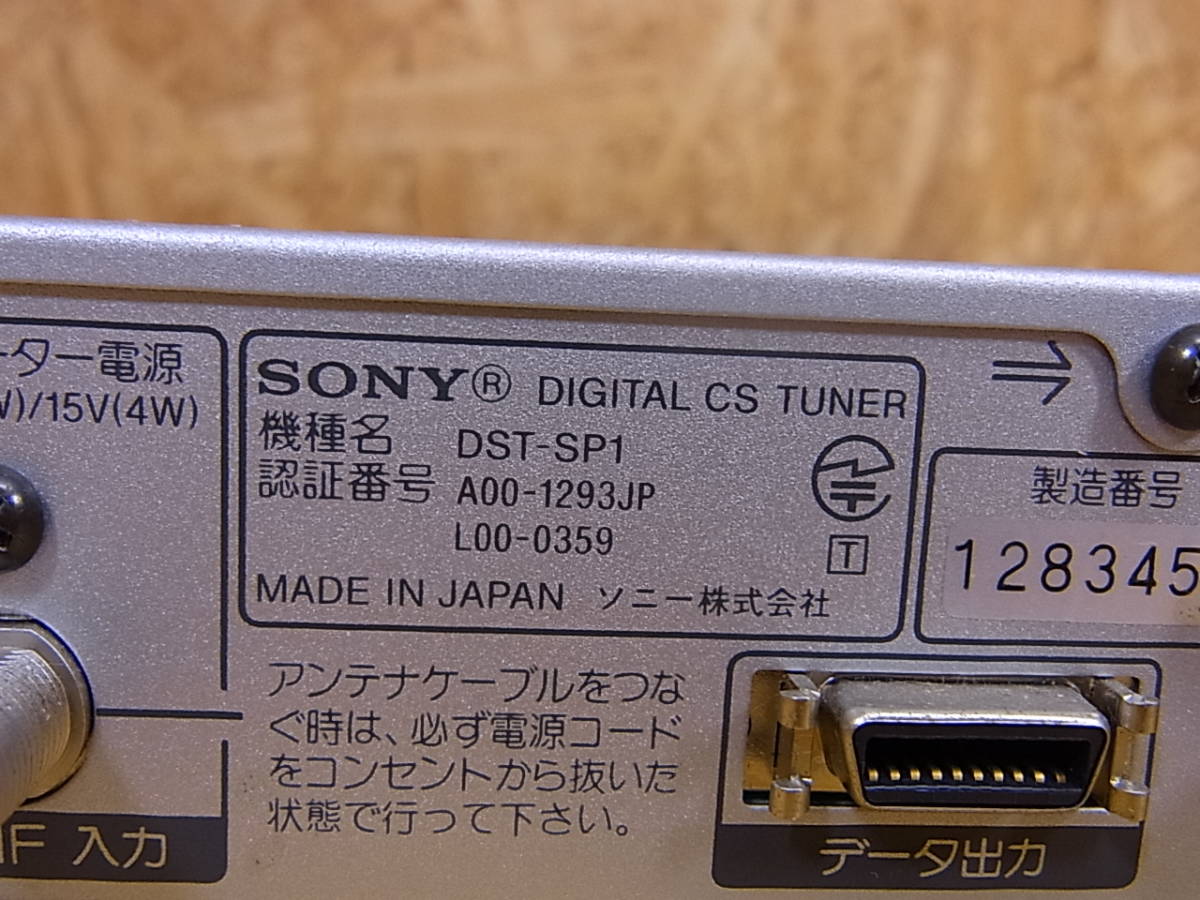 ーター電源
W)/15V(4W)
SONY® DIGITAL CS TUNER
機種名 DST-SP1
認証番号 A00-1293JP
L00-0359
T
MADE IN JAPAN ソニー株式会社
製造番号
128345
アンテナケーブルをつな
ぐ時は、必ず電源コード
をコンセントから抜いた
状態で行って下さい。
IF 入力
データ出力